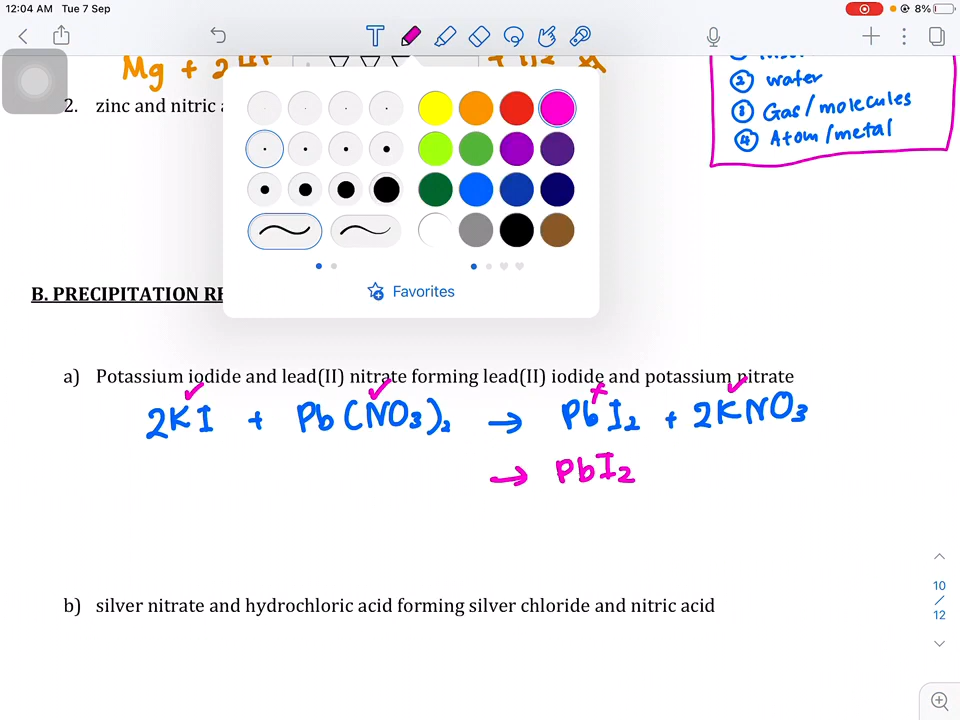 12:04 AM Tue 7 Sep
8%
② water
③ Gas/molecules
④ Atom/metal
Mg + 2
2. zinc and nitric
Favorites
B. PRECIPITATION
a) Potassium iodide and lead(II) nitrate forming lead(II) iodide and potassium nitrate
2KI + Pb(NO3)2 → PbI2 + 2KNO3
→ PbI2
10
/
12
b) silver nitrate and hydrochloric acid forming silver chloride and nitric acid